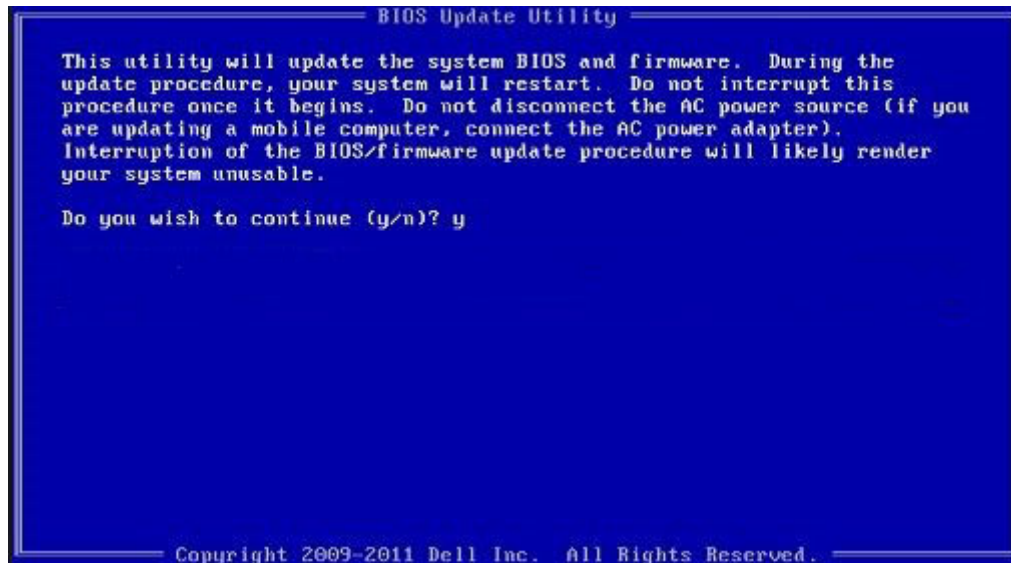 BIOS Update Utility
This utility will update the system BIOS and firmware.  During the
update procedure, your system will restart.  Do not interrupt this
procedure once it begins.  Do not disconnect the AC power source (if you
are updating a mobile computer, connect the AC power adapter).
Interruption of the BIOS/firmware update procedure will likely render
your system unusable.
Do you wish to continue (y/n)? y
Copyright 2009-2011 Dell Inc.  All Rights Reserved.